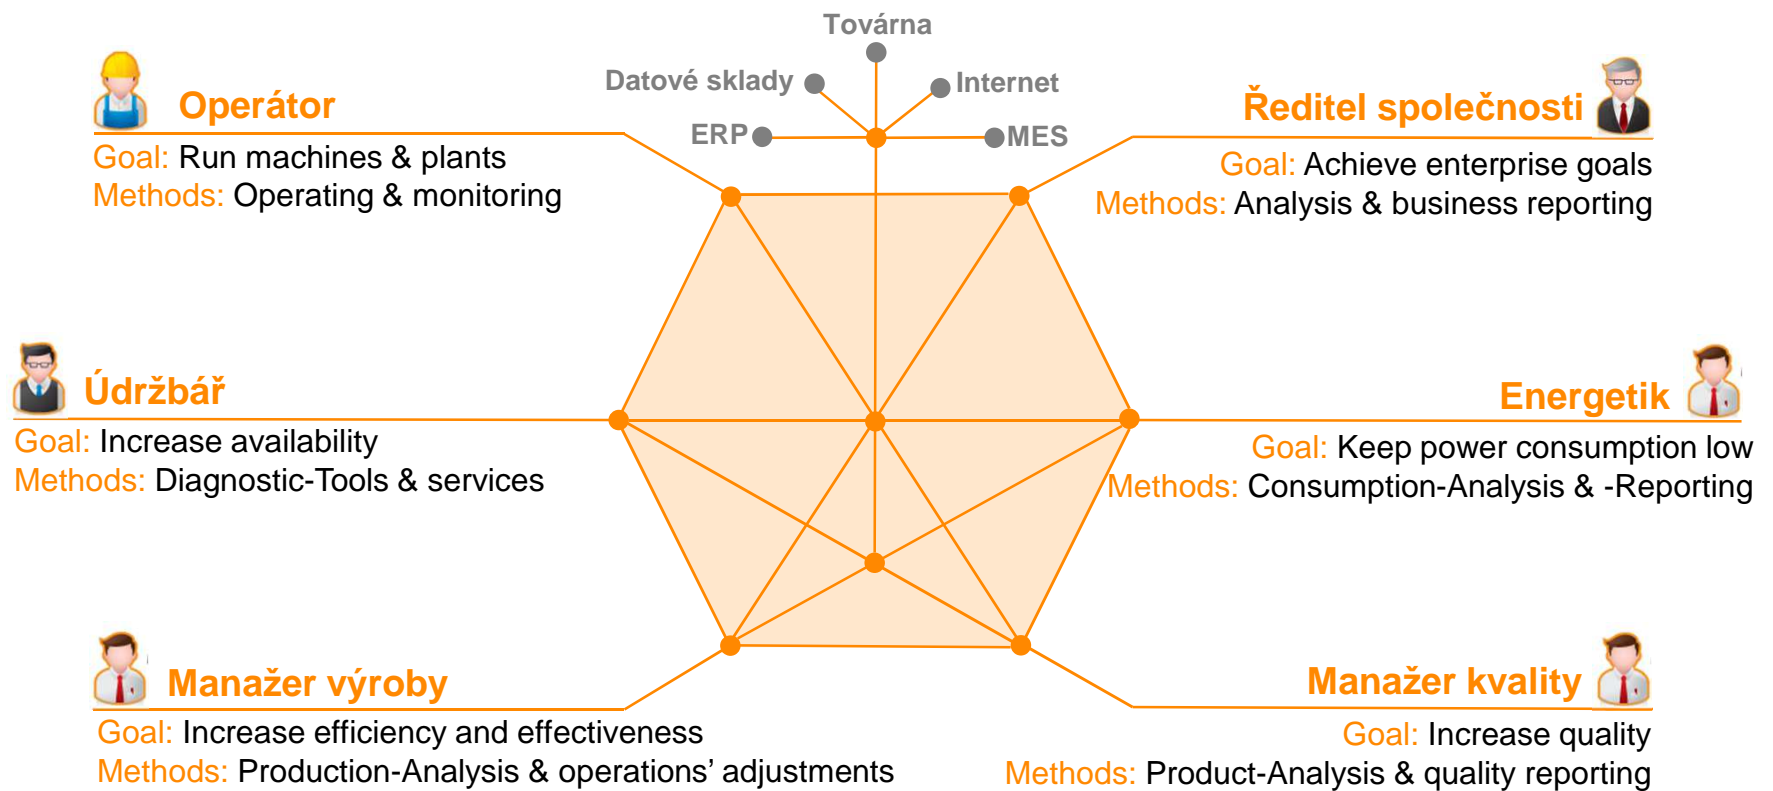 Továrna
Datové sklady
Internet
ERP
MES
Operátor
Goal: Run machines & plants
Methods: Operating & monitoring
Ředitel společnosti
Goal: Achieve enterprise goals
Methods: Analysis & business reporting
Údržbář
Goal: Increase availability
Methods: Diagnostic-Tools & services
Energetik
Goal: Keep power consumption low
Methods: Consumption-Analysis & -Reporting
Manažer výroby
Goal: Increase efficiency and effectiveness
Methods: Production-Analysis & operations’ adjustments
Manažer kvality
Goal: Increase quality
Methods: Product-Analysis & quality reporting